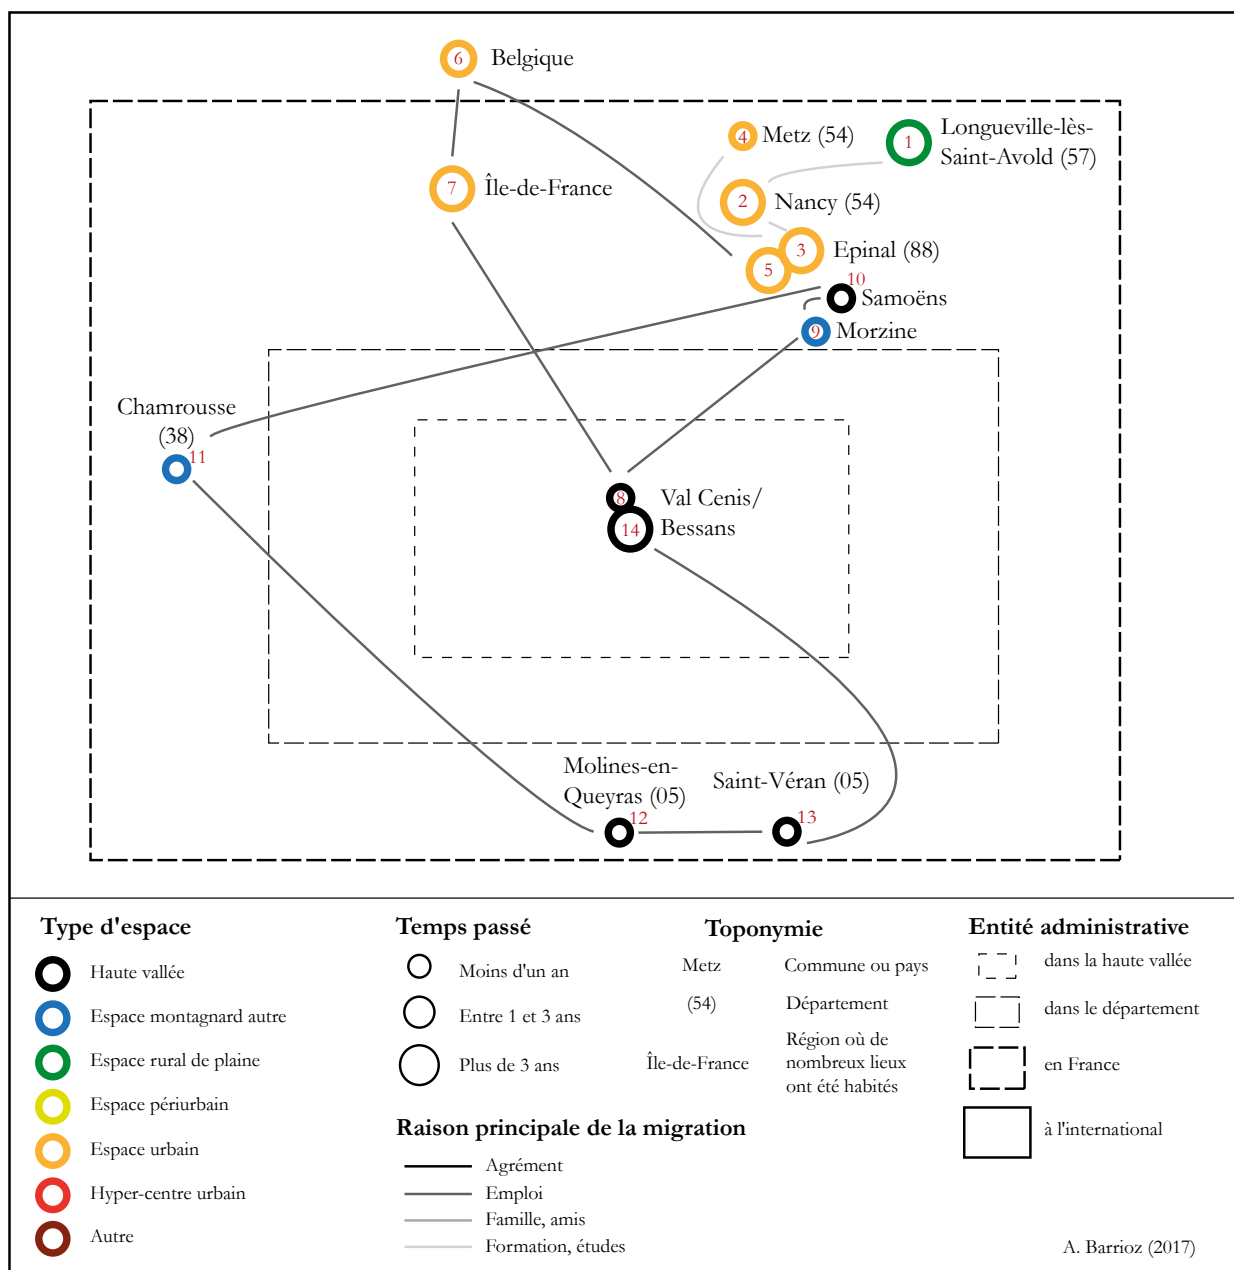 6
Belgique
4
Metz (54)
1
Longueville-lès-
Saint-Avold (57)
7
Île-de-France
2
Nancy (54)
3
Epinal (88)
5
10
Samoëns
9
Morzine
Chamrousse
(38)
11
8
Val Cenis/
Bessans
14
Molines-en-
Queyras (05)
12
Saint-Véran (05)
13
Type d'espace
Haute vallée
Espace montagnard autre
Espace rural de plaine
Espace périurbain
Espace urbain
Hyper-centre urbain
Autre
Temps passé
Moins d'un an
Entre 1 et 3 ans
Plus de 3 ans
Raison principale de la migration
Agrément
Emploi
Famille, amis
Formation, études
Toponymie
Metz
Commune ou pays
(54)
Département
Île-de-France
Région où de
nombreux lieux
ont été habités
Entité administrative
dans la haute vallée
dans le département
en France
à l'international
A. Barrioz (2017)